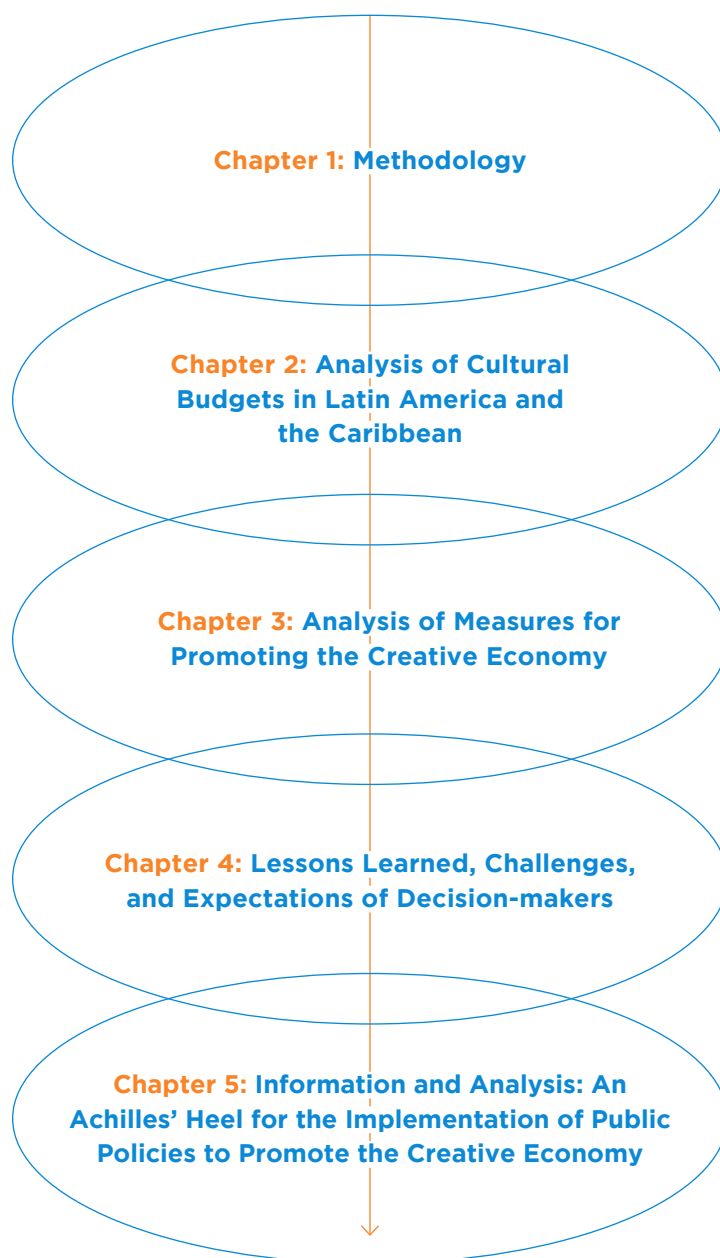 Chapter 1: Methodology
Chapter 2: Analysis of Cultural
Budgets in Latin America and
the Caribbean
Chapter 3: Analysis of Measures for
Promoting the Creative Economy
Chapter 4: Lessons Learned, Challenges,
and Expectations of Decision-makers
Chapter 5: Information and Analysis: An
Achilles’ Heel for the Implementation of Public
Policies to Promote the Creative Economy